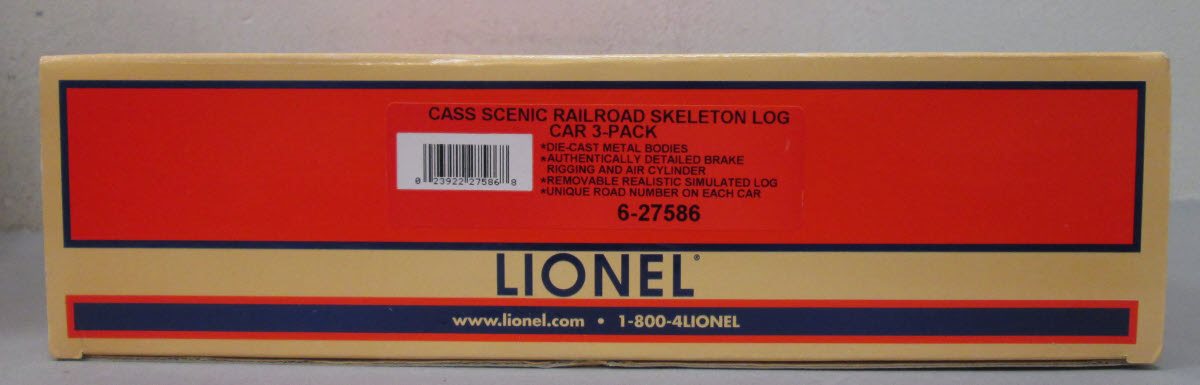 CASS SCENIC RAILROAD SKELETON LOG
CAR 3-PACK
*DIE-CAST METAL BODIES
*AUTHENTICALLY DETAILED BRAKE
RIGGING AND AIR CYLINDER
*REMOVABLE REALISTIC SIMULATED LOG
*UNIQUE ROAD NUMBER ON EACH CAR
0 23922 27586 8
6-27586
LIONEL®
www.lionel.com • 1-800-4LIONEL